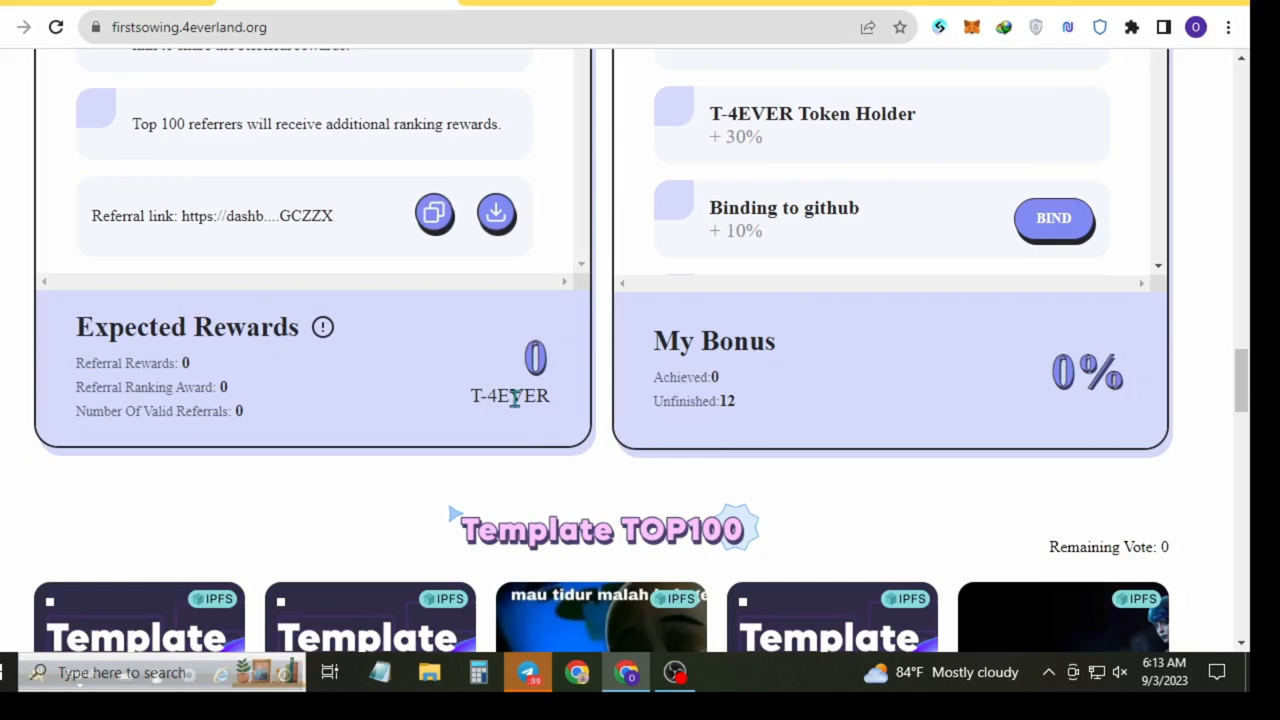 firstsowing.4everland.org
Top 100 referrers will receive additional ranking rewards.
Referral link: https://dashb....GCZZX
Expected Rewards
Referral Rewards: 0
Referral Ranking Award: 0
Number Of Valid Referrals: 0
0
T-4EVER
T-4EVER Token Holder
+ 30%
Binding to github
+ 10%
BIND
My Bonus
Achieved:0
Unfinished:12
0%
Template TOP100
Remaining Vote: 0
IPFS
Template
IPFS
Template
mau tidur malah
IPFS
IPFS
Template
IPFS
Type here to search
99
84°F Mostly cloudy
6:13 AM
9/3/2023